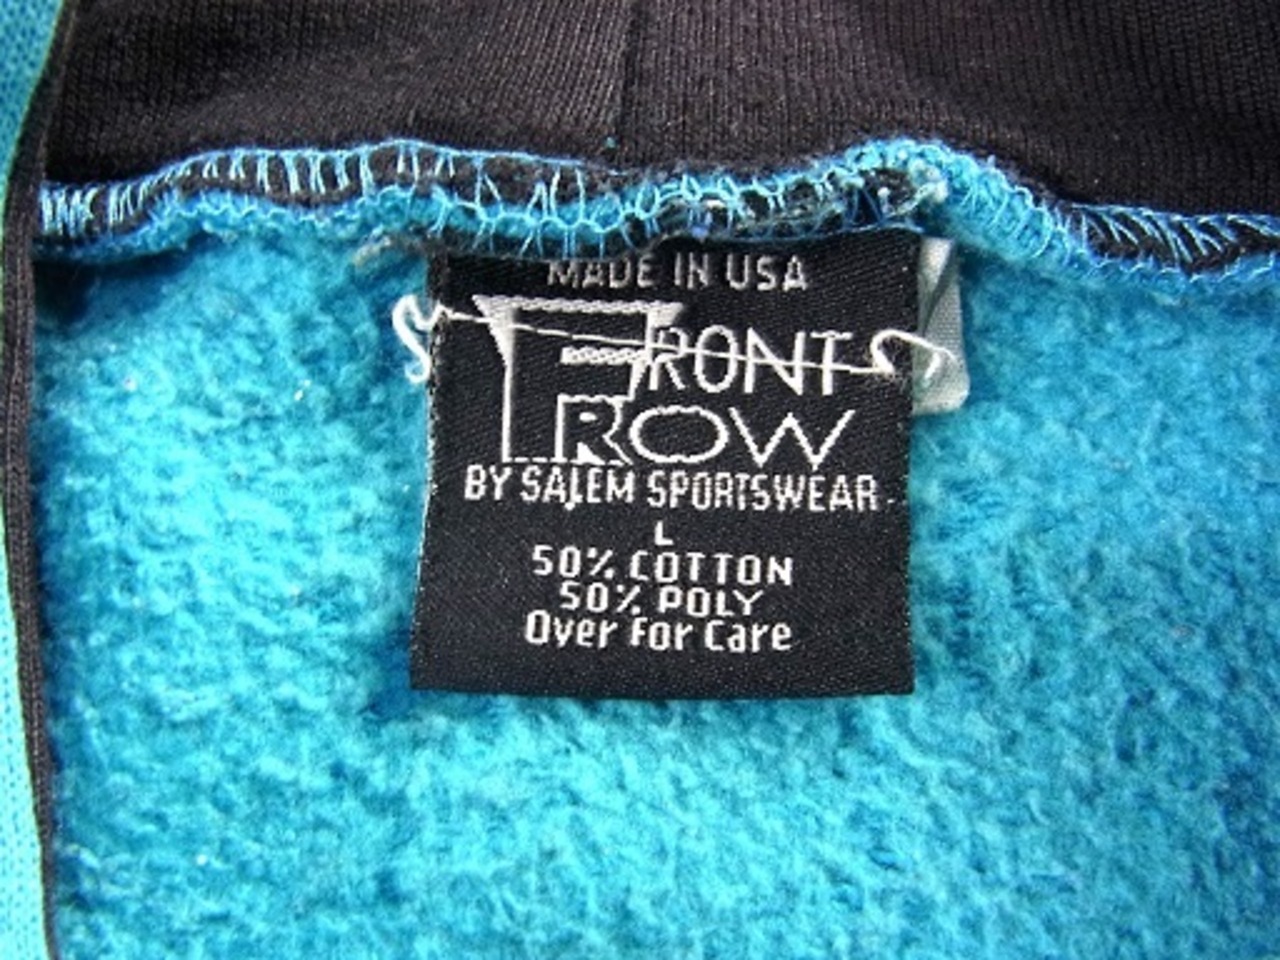 MADE IN USA
FRONT
ROW
BY SALEM SPORTSWEAR
L
50% COTTON
50% POLY
Over For Care